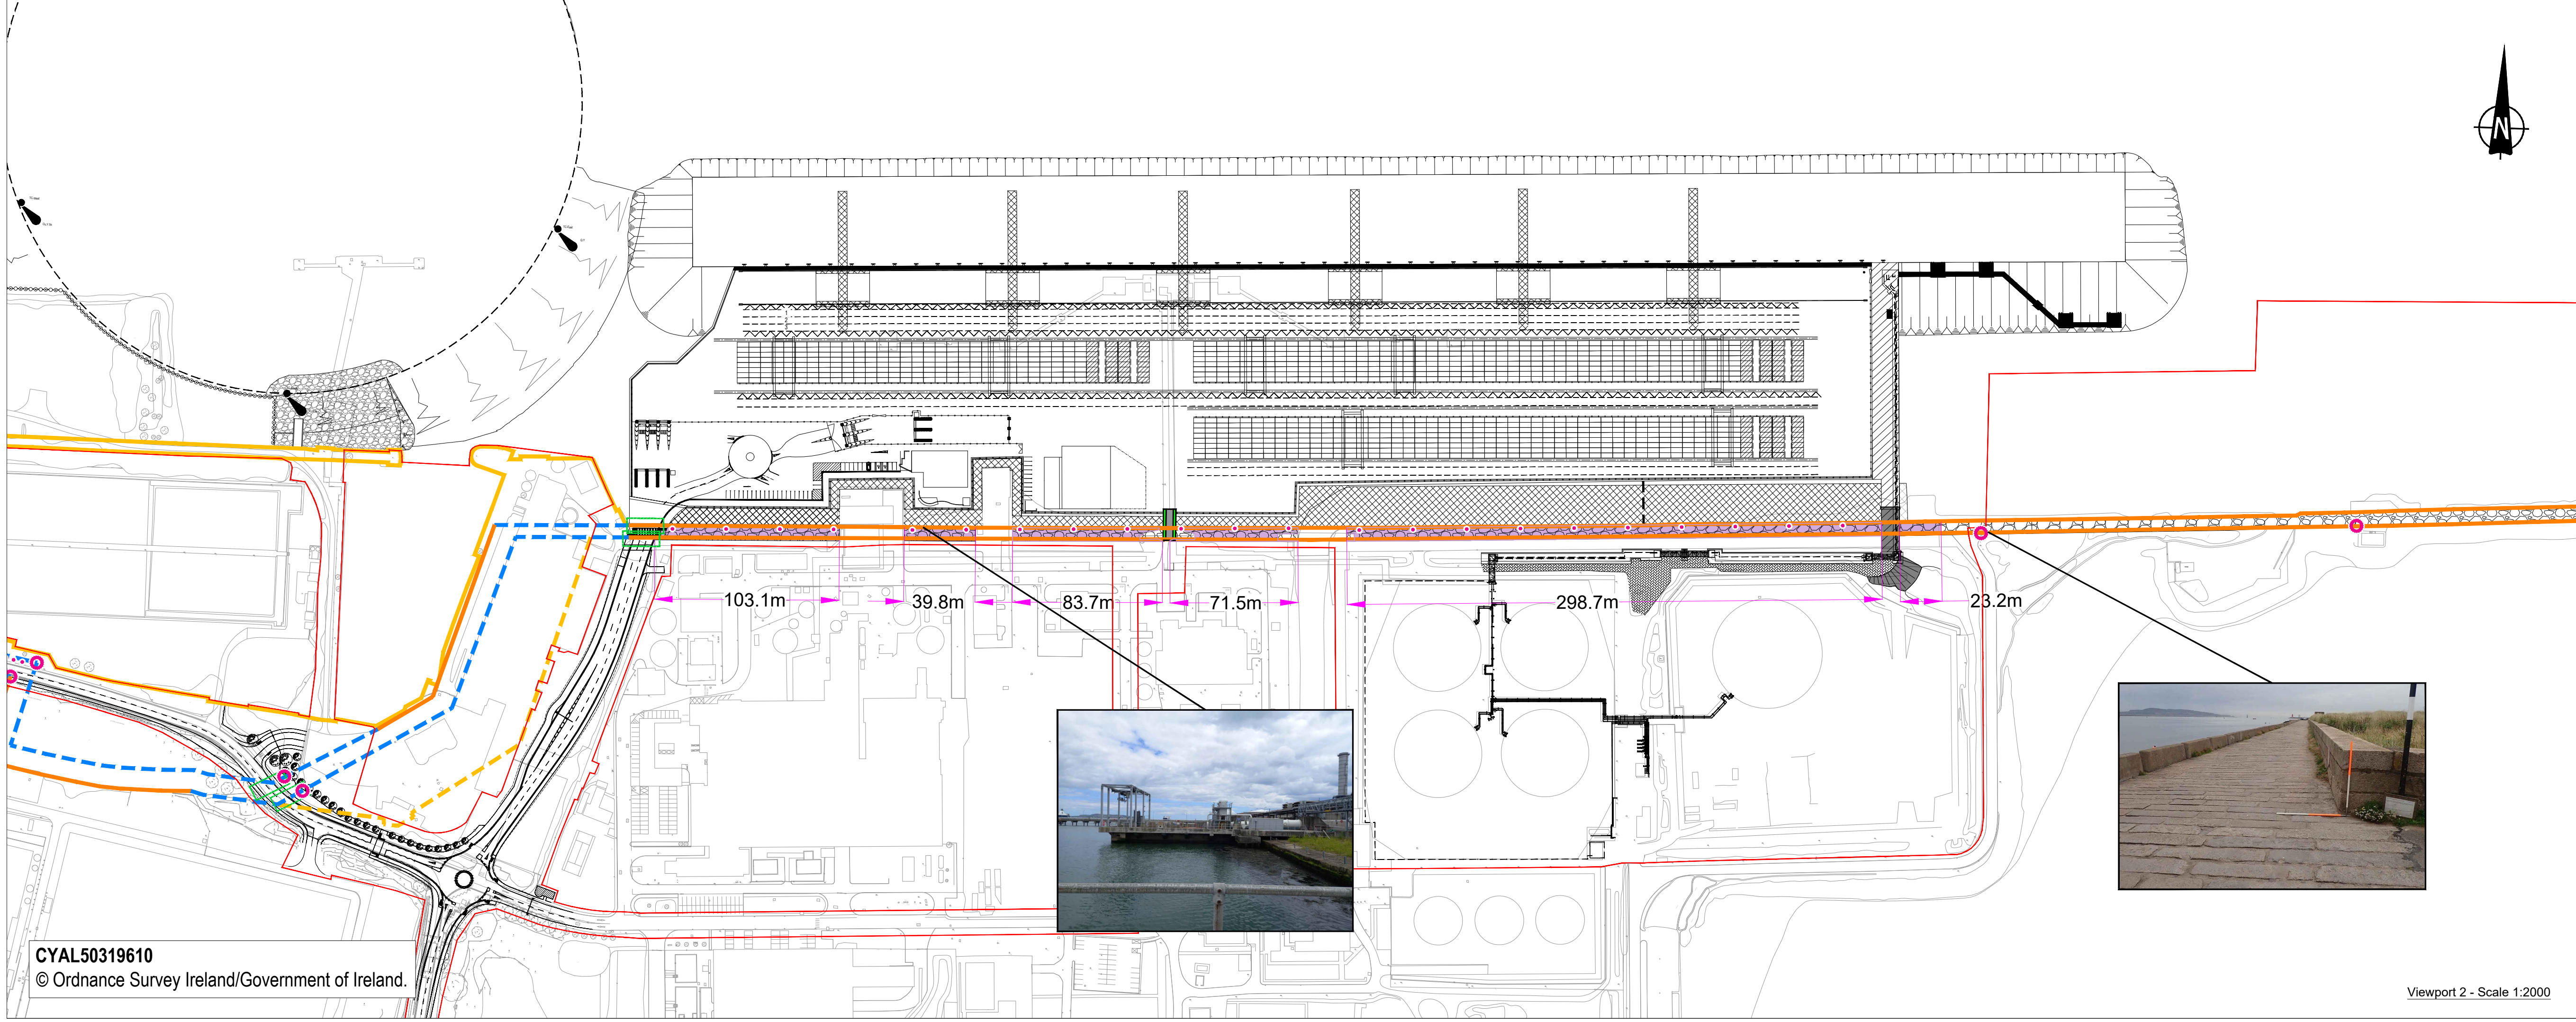 N
103.1m
39.8m
83.7m
71.5m
298.7m
23.2m
CYAL50319610
© Ordnance Survey Ireland/Government of Ireland.
Viewport 2 - Scale 1:2000